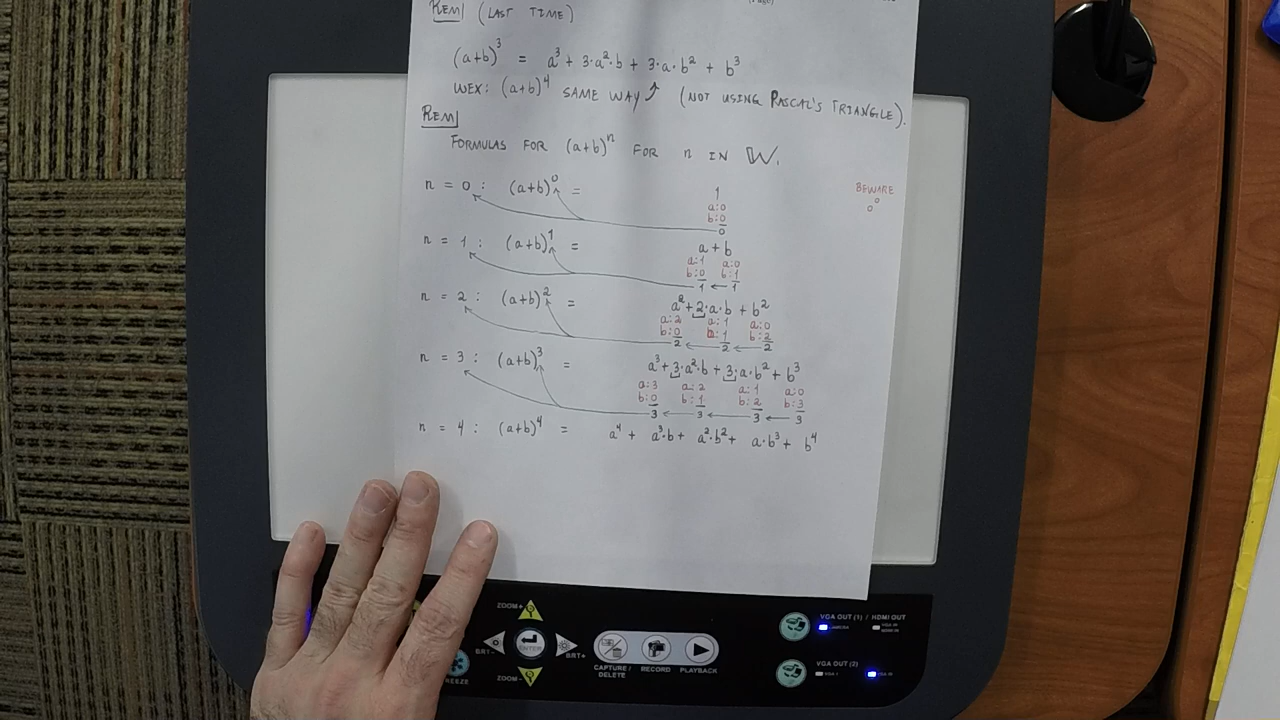 REM (LAST TIME)
(Page)
(a+b)³ = a³ + 3·a²·b + 3·a·b² + b³
WEX: (a+b)⁴ SAME WAY ⤴ (NOT USING PASCAL'S TRIANGLE).
REM
FORMULAS FOR (a+b)ⁿ FOR n IN W.
n = 0: (a+b)⁰ = 1
BEWARE
a:0
b:0
0
n = 1: (a+b)¹ = a + b
a:1 a:0
b:0 b:1
1 ← 1
n = 2: (a+b)² = a² + 2·a·b + b²
a:2 a:1 a:0
b:0 b:1 b:2
2 ← 2 ← 2
n = 3: (a+b)³ = a³ + 3·a²·b + 3·a·b² + b³
a:3 a:2 a:1 a:0
b:0 b:1 b:2 b:3
3 ← 3 ← 3 ← 3
n = 4: (a+b)⁴ = a⁴ + a³·b + a²·b² + a·b³ + b⁴
ZOOM+
BRT- ENTER BRT+
ZOOM-
CAPTURE/ DELETE RECORD PLAYBACK
VGA OUT (1) / HDMI OUT
VGA OUT (2)